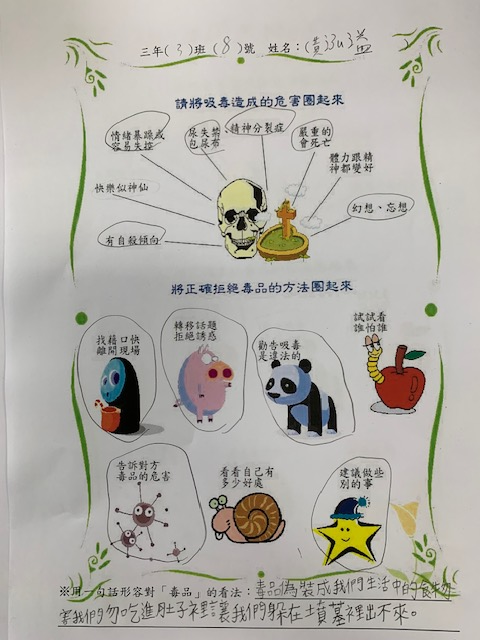 三年(3)班(8)號 姓名：(黃)
請將吸毒造成的危害圈起來
情緒暴躁或
容易失控
尿失禁
包尿布
精神分裂症
嚴重的
會死亡
體力跟精
神都變好
快樂似神仙
幻想、忘想
有自殺傾向
將正確拒絕毒品的方法圈起來
找藉口快
離開現場
轉移話題
拒絕誘惑
勸告吸毒
是違法的
試試看
誰怕誰
告訴對方
毒品的危害
看看自己有
多少好處
建議做些
別的事
※用一句話形容對「毒品」的看法：毒品偽裝成我們生活中的食物
害我們勿吃進肚子裡讓我們躲在墳墓裡出不來。